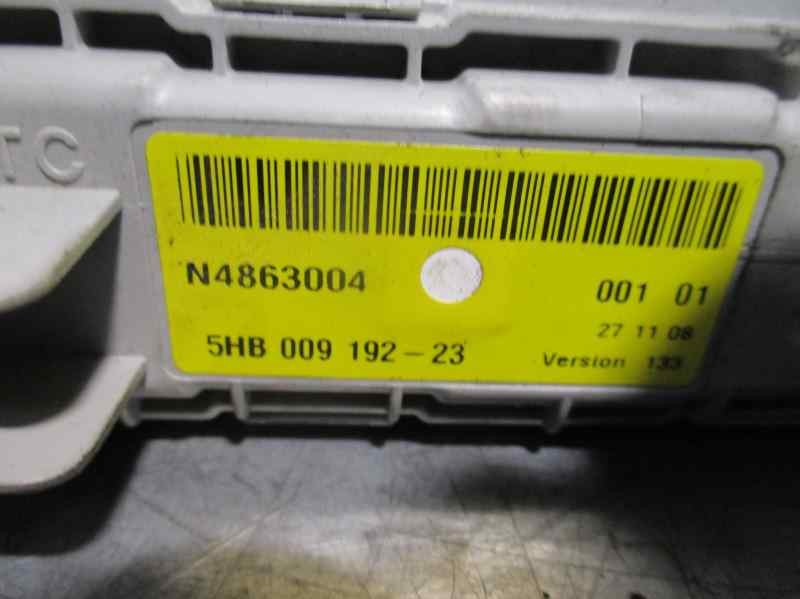 TC
N4863004 001 01
27 11 08
5HB 009 192-23 Version 133